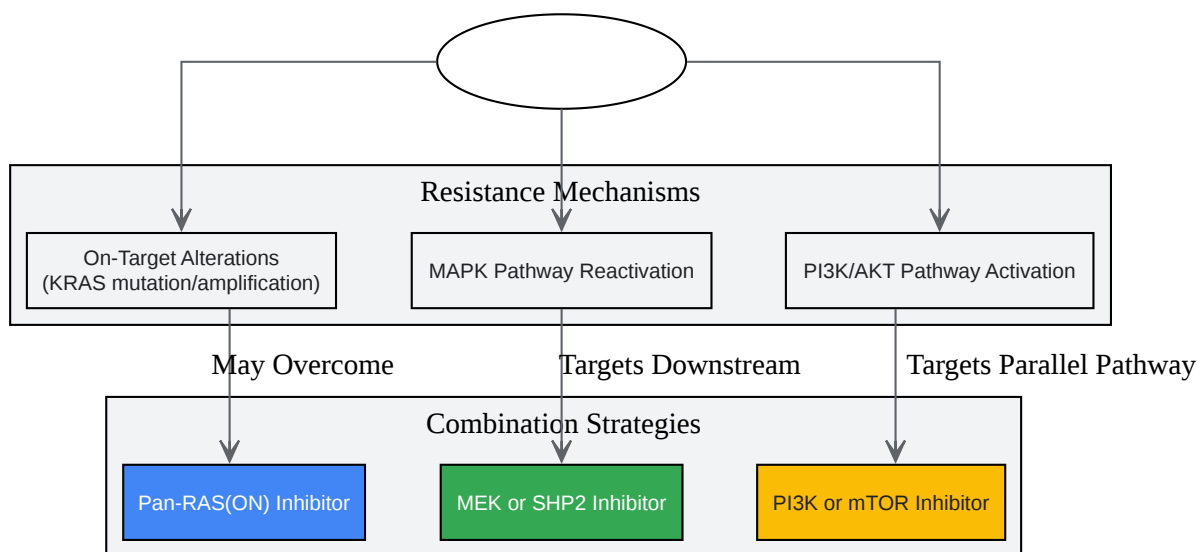 Resistance Mechanisms
On-Target Alterations
(KRAS mutation/amplification)
MAPK Pathway Reactivation
PI3K/AKT Pathway Activation
May Overcome
Targets Downstream
Targets Parallel Pathway
Combination Strategies
Pan-RAS(ON) Inhibitor
MEK or SHP2 Inhibitor
PI3K or mTOR Inhibitor